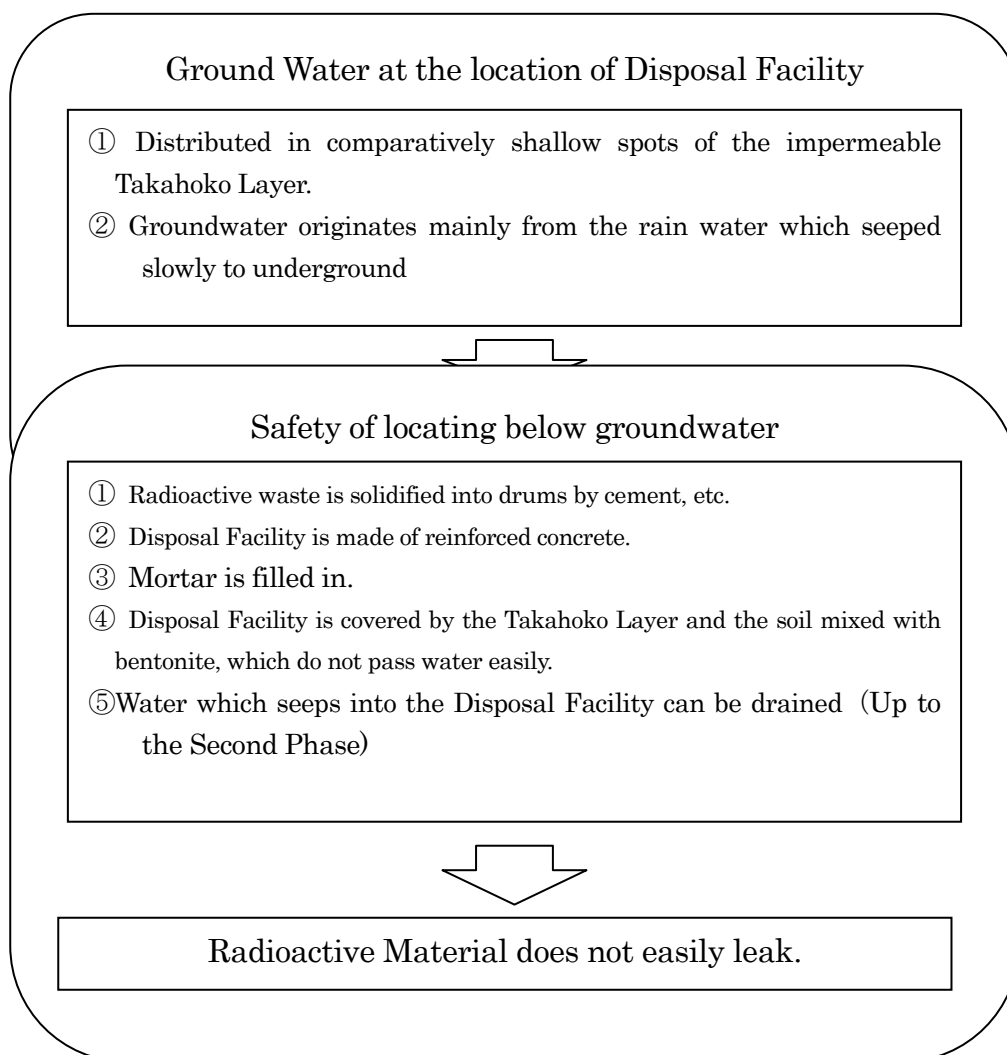 Ground Water at the location of Disposal Facility
① Distributed in comparatively shallow spots of the impermeable
Takahoko Layer.
② Groundwater originates mainly from the rain water which seeped
slowly to underground
Safety of locating below groundwater
① Radioactive waste is solidified into drums by cement, etc.
② Disposal Facility is made of reinforced concrete.
③ Mortar is filled in.
④ Disposal Facility is covered by the Takahoko Layer and the soil mixed with
bentonite, which do not pass water easily.
⑤Water which seeps into the Disposal Facility can be drained（Up to
the Second Phase）
Radioactive Material does not easily leak.